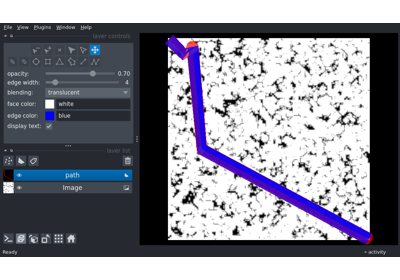 File View Plugins Window Help
layer controls
opacity: 0.70
edge width: 4
blending: translucent
face color: white
edge color: blue
display text:
layer list
path
Image
Ready
activity